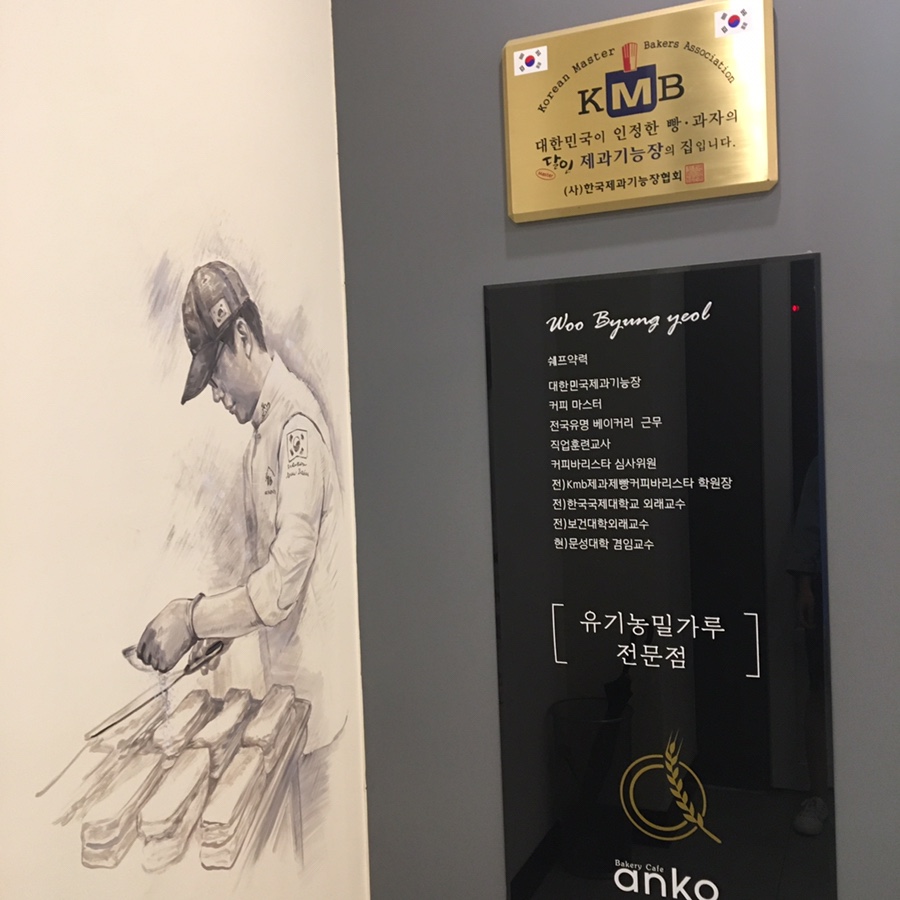 Korean Master Bakers Association
KMB
대한민국이 인정한 빵·과자의
달인 제과기능장의 집입니다.
(사)한국제과기능장협회
Woo Byung yeol
쉐프약력
대한민국제과기능장
커피 마스터
전국유명 베이커리 근무
직업훈련교사
커피바리스타 심사위원
전)Kmb제과제빵커피바리스타 학원장
전)한국국제대학교 외래교수
전)보건대학외래교수
현)문성대학 겸임교수
유기농밀가루
전문점
Bakery Cafe
anko